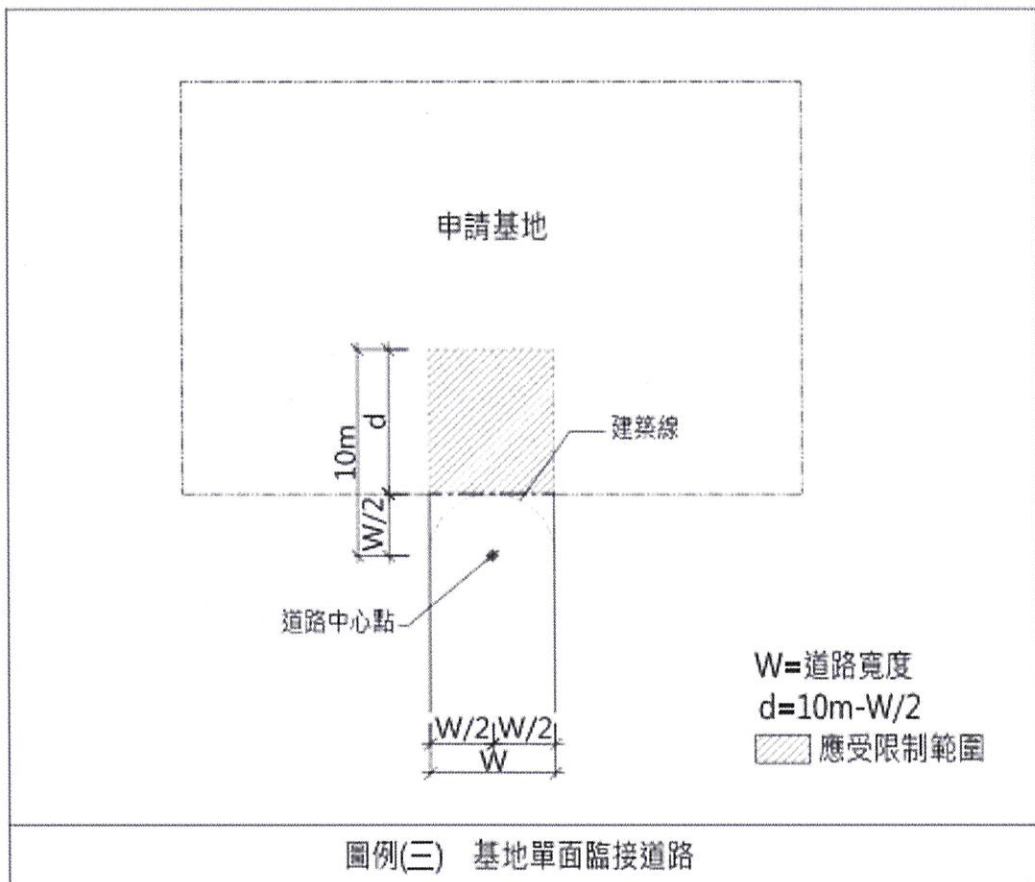 申請基地
建築線
10m
d
W/2
道路中心點
W=道路寬度
d=10m-W/2
應受限制範圍
W/2 W/2
W
圖例(三) 基地單面臨接道路